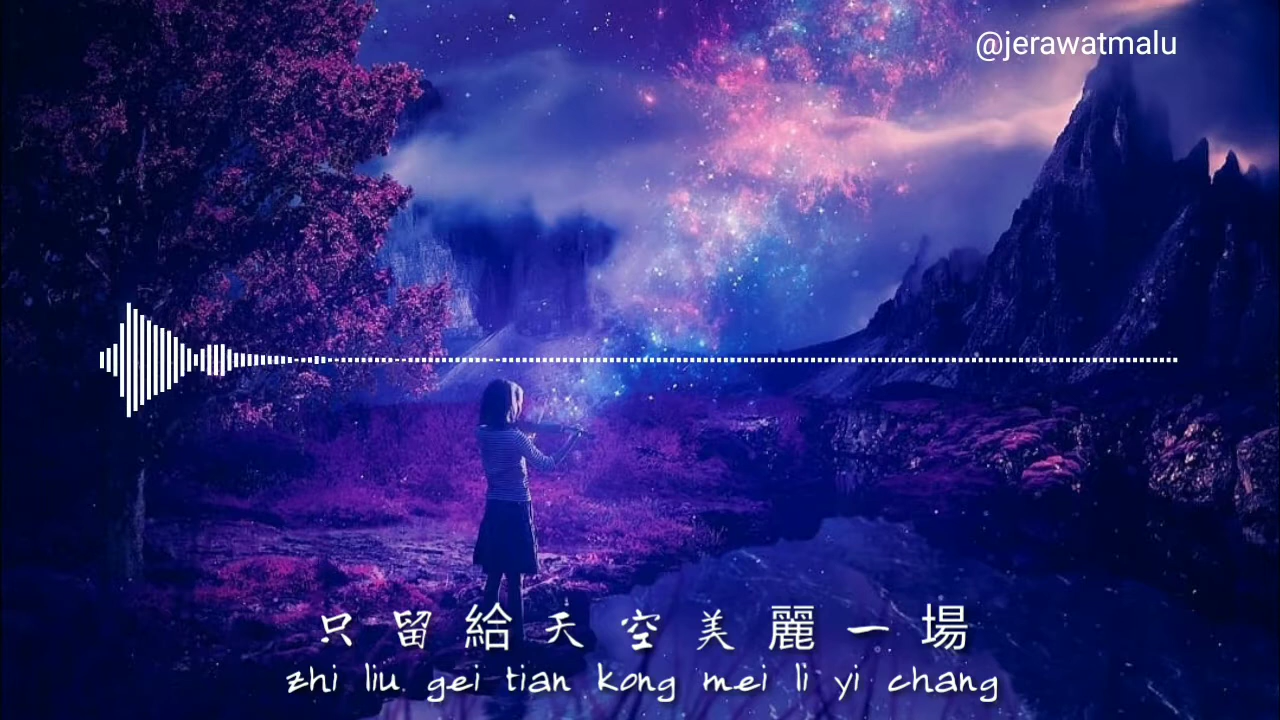 @jerawatmalu
只留給天空美麗一場
zhi liu gei tian kong mei li yi chang